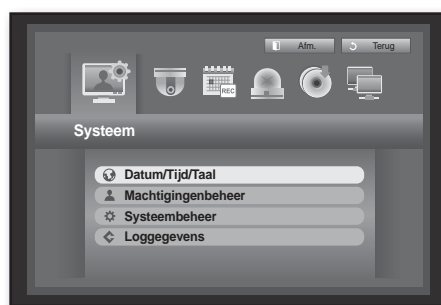 Afm. Terug
REC
Systeem
Datum/Tijd/Taal
Machtigingenbeheer
Systeembeheer
Loggegevens